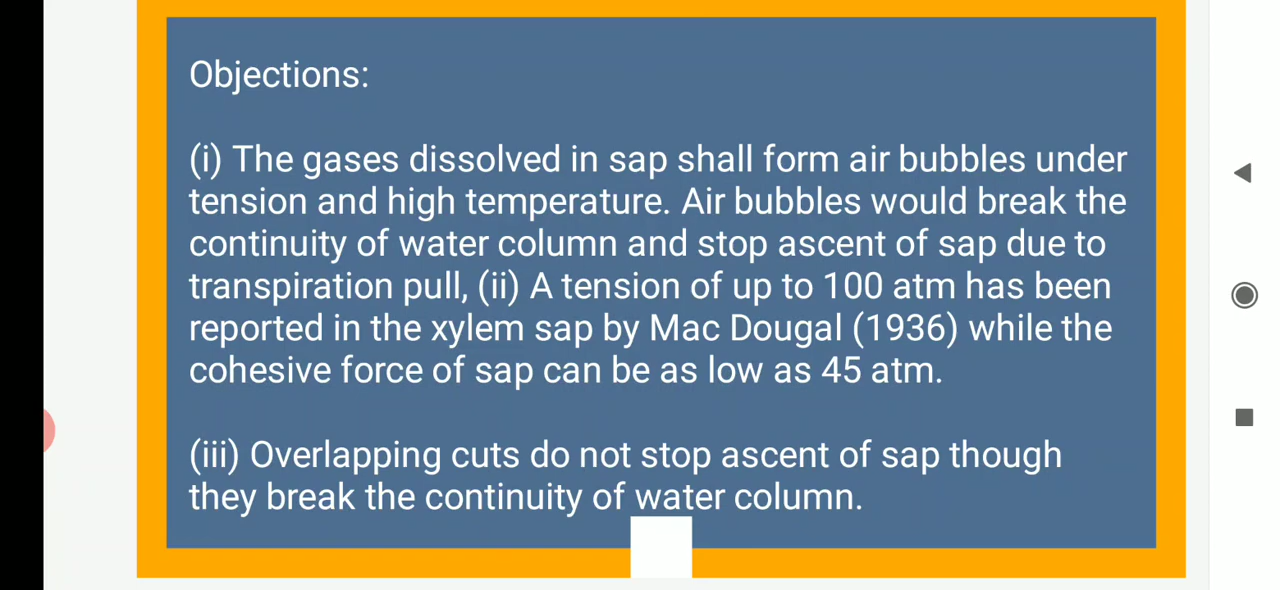 Objections:
(i) The gases dissolved in sap shall form air bubbles under
tension and high temperature. Air bubbles would break the
continuity of water column and stop ascent of sap due to
transpiration pull, (ii) A tension of up to 100 atm has been
reported in the xylem sap by Mac Dougal (1936) while the
cohesive force of sap can be as low as 45 atm.
(iii) Overlapping cuts do not stop ascent of sap though
they break the continuity of water column.